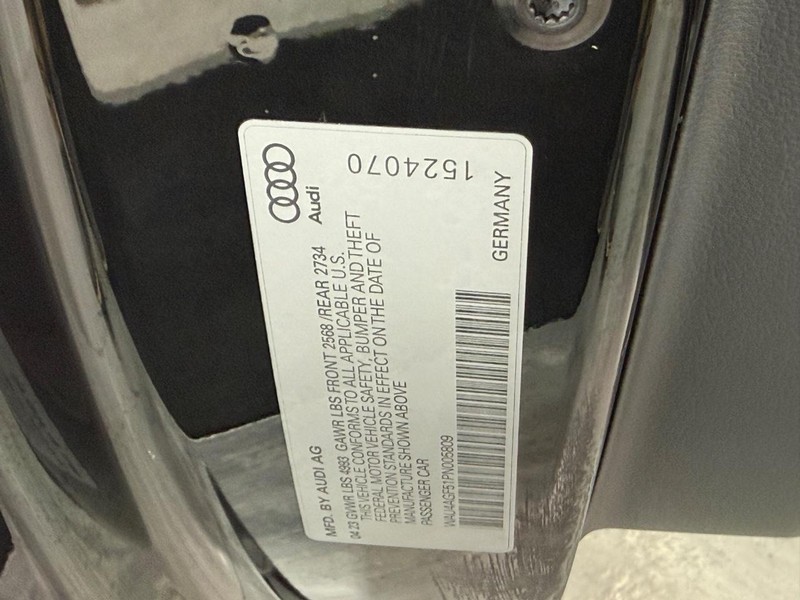 MFD. BY AUDI AG
04 23 GVWR LBS 4993 GAWR LBS FRONT 2568 /REAR 2734
THIS VEHICLE CONFORMS TO ALL APPLICABLE U.S.
FEDERAL MOTOR VEHICLE SAFETY, BUMPER AND THEFT
PREVENTION STANDARDS IN EFFECT ON THE DATE OF
MANUFACTURE SHOWN ABOVE
PASSENGER CAR
WAU4AGF51PN005809
GERMANY
Audi
1524070